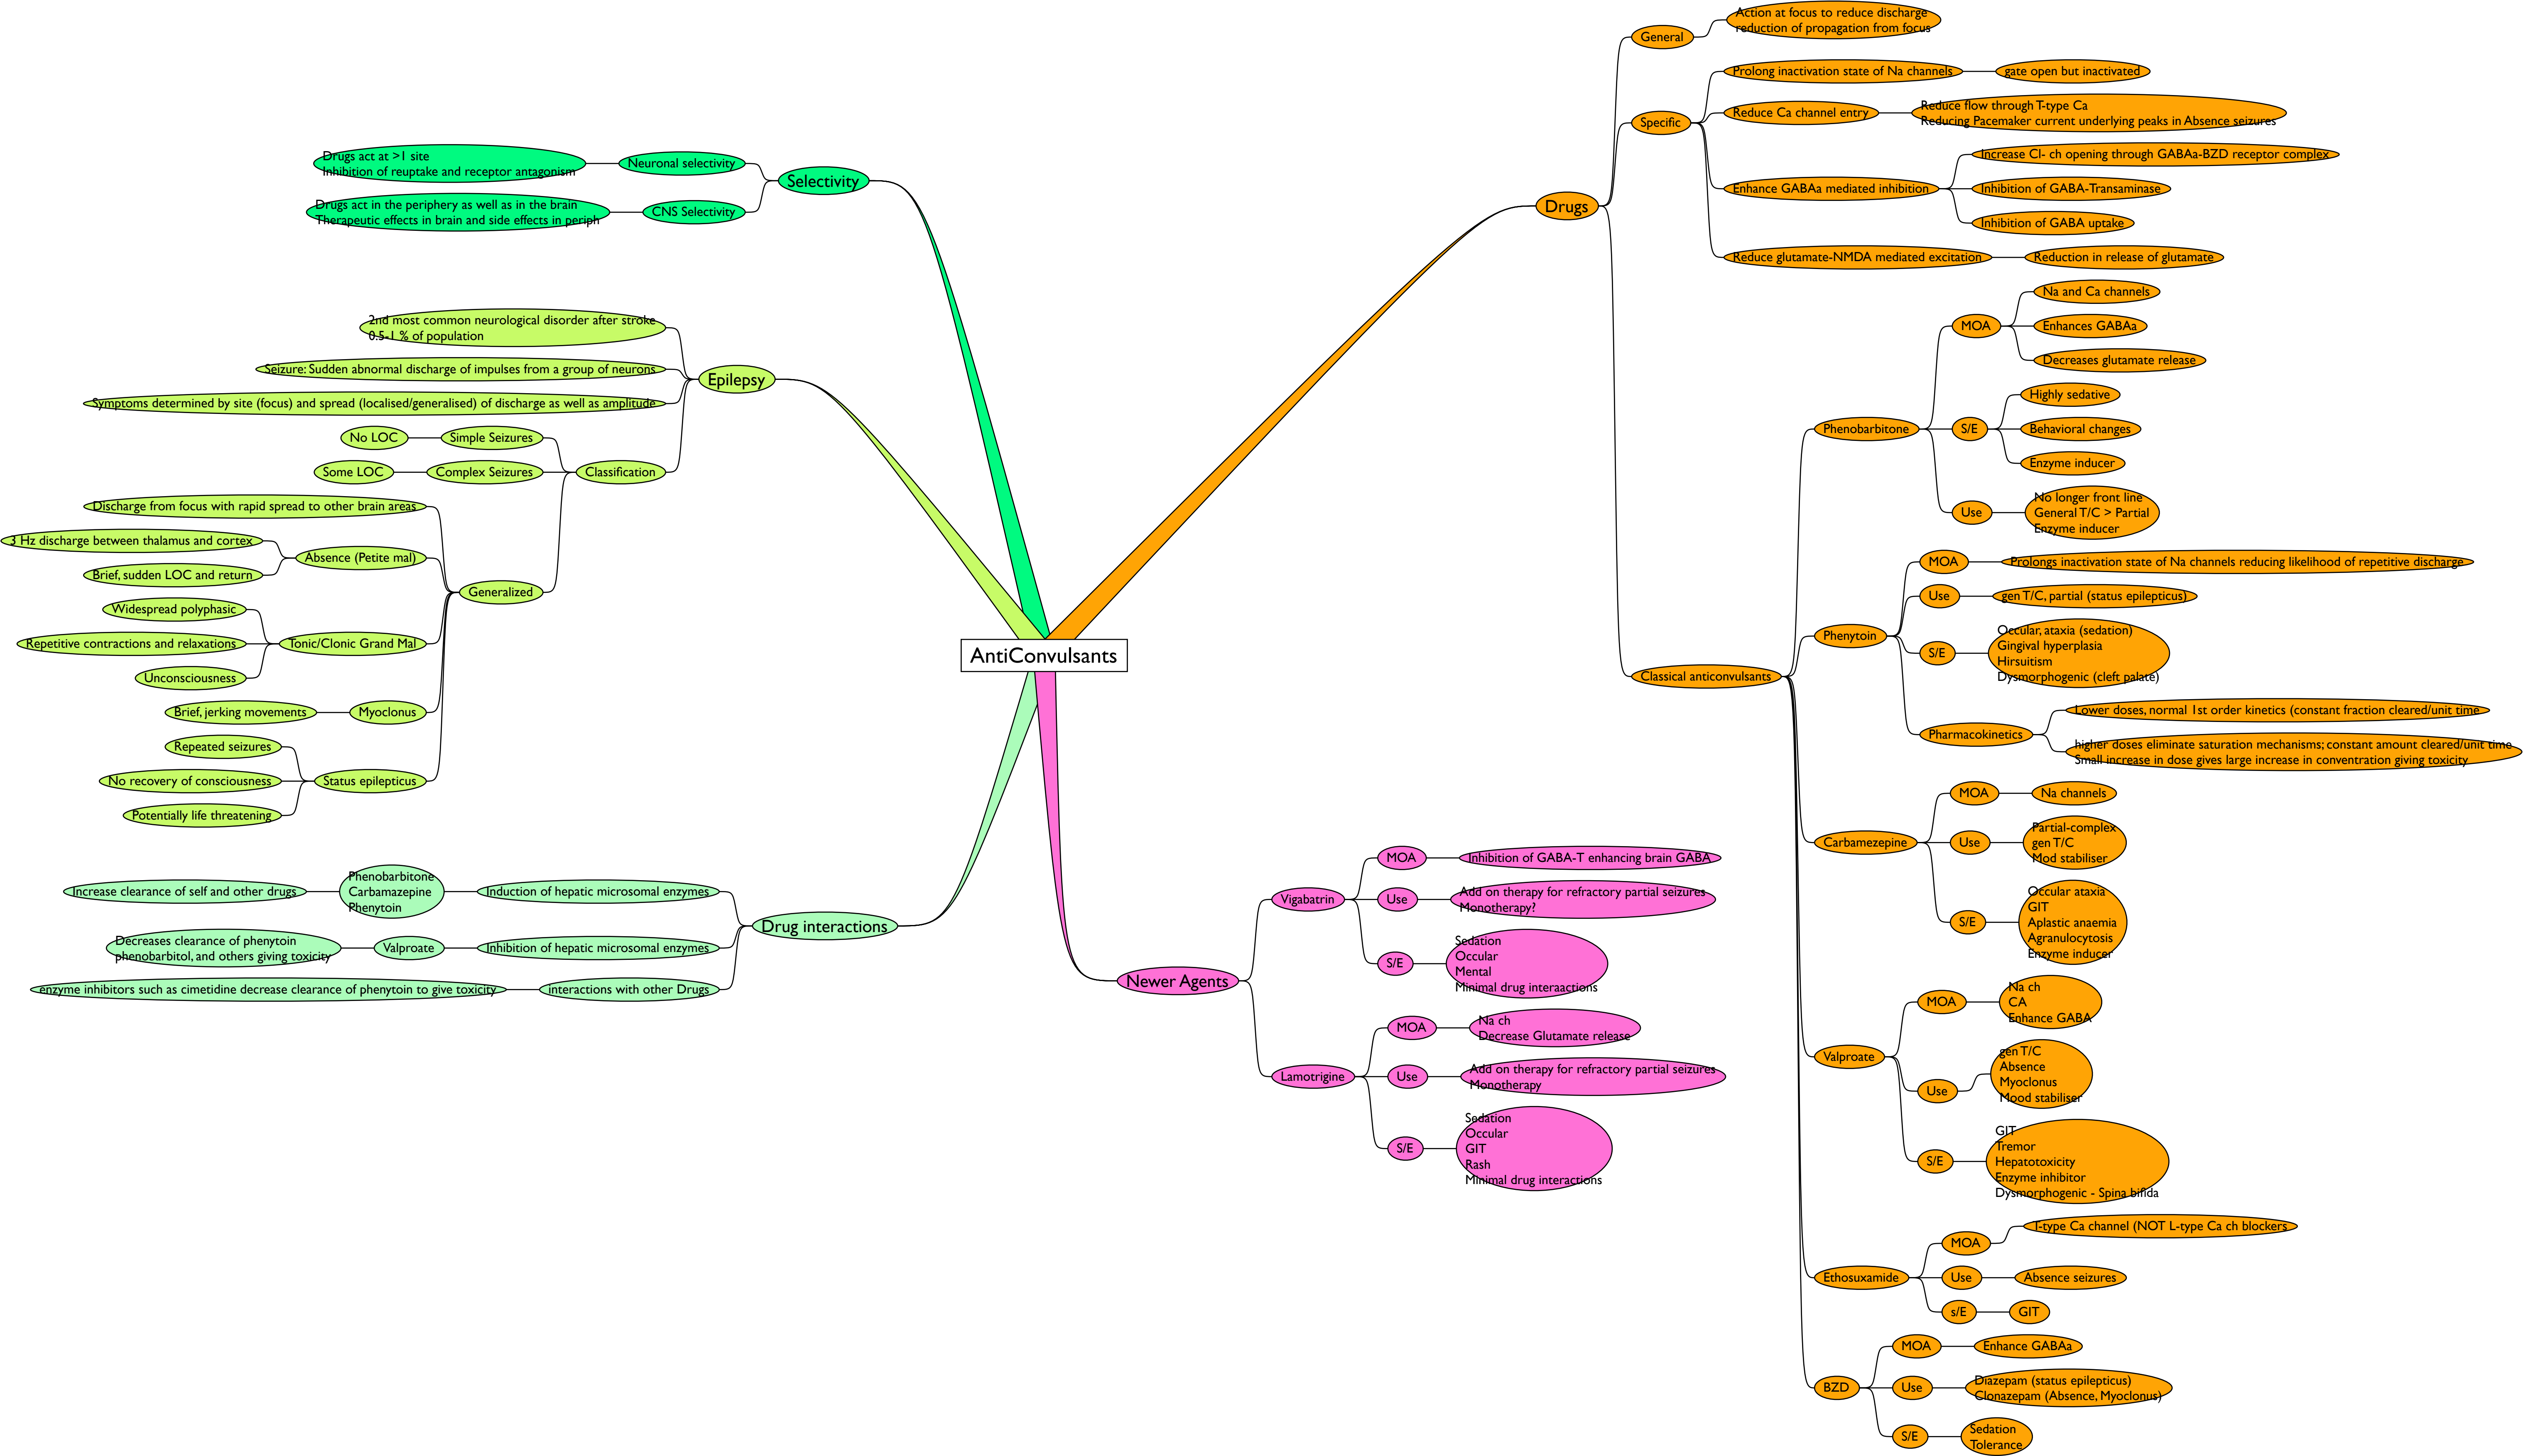 AntiConvulsants
Selectivity
Neuronal selectivity
Drugs act at >1 site
Inhibition of reuptake and receptor antagonism
CNS Selectivity
Drugs act in the periphery as well as in the brain
Therapeutic effects in brain and side effects in periph
Epilepsy
2nd most common neurological disorder after stroke
0.5-1 % of population
Seizure: Sudden abnormal discharge of impulses from a group of neurons
Symptoms determined by site (focus) and spread (localised/generalised) of discharge as well as amplitude
Classification
Simple Seizures
No LOC
Complex Seizures
Some LOC
Generalized
Discharge from focus with rapid spread to other brain areas
Absence (Petite mal)
3 Hz discharge between thalamus and cortex
Brief, sudden LOC and return
Tonic/Clonic Grand Mal
Widespread polyphasic
Repetitive contractions and relaxations
Unconsciousness
Myoclonus
Brief, jerking movements
Status epilepticus
Repeated seizures
No recovery of consciousness
Potentially life threatening
Drug interactions
Induction of hepatic microsomal enzymes
Phenobarbitone
Carbamazepine
Phenytoin
Increase clearance of self and other drugs
Inhibition of hepatic microsomal enzymes
Valproate
Decreases clearance of phenytoin
phenobarbitol, and others giving toxicity
interactions with other Drugs
enzyme inhibitors such as cimetidine decrease clearance of phenytoin to give toxicity
Drugs
General
Action at focus to reduce discharge
reduction of propagation from focus
Specific
Prolong inactivation state of Na channels
gate open but inactivated
Reduce Ca channel entry
Reduce flow through T-type Ca
Reducing Pacemaker current underlying peaks in Absence seizures
Enhance GABAa mediated inhibition
Increase Cl- ch opening through GABAa-BZD receptor complex
Inhibition of GABA-Transaminase
Inhibition of GABA uptake
Reduce glutamate-NMDA mediated excitation
Reduction in release of glutamate
Classical anticonvulsants
Phenobarbitone
MOA
Na and Ca channels
Enhances GABAa
Decreases glutamate release
S/E
Highly sedative
Behavioral changes
Enzyme inducer
Use
No longer front line
General T/C > Partial
Enzyme inducer
Phenytoin
MOA
Prolongs inactivation state of Na channels reducing likelihood of repetitive discharge
Use
gen T/C, partial (status epilepticus)
S/E
Occular, ataxia (sedation)
Gingival hyperplasia
Hirsuitism
Dysmorphogenic (cleft palate)
Pharmacokinetics
Lower doses, normal 1st order kinetics (constant fraction cleared/unit time
higher doses eliminate saturation mechanisms; constant amount cleared/unit time
Small increase in dose gives large increase in conventration giving toxicity
Carbamezepine
MOA
Na channels
Use
Partial-complex
gen T/C
Mod stabiliser
S/E
Occular ataxia
GIT
Aplastic anaemia
Agranulocytosis
Enzyme inducer
Valproate
MOA
Na ch
CA
Enhance GABA
Use
gen T/C
Absence
Myoclonus
Mood stabiliser
S/E
GIT
Tremor
Hepatotoxicity
Enzyme inhibitor
Dysmorphogenic - Spina bifida
Ethosuxamide
MOA
T-type Ca channel (NOT L-type Ca ch blockers
Use
Absence seizures
s/E
GIT
BZD
MOA
Enhance GABAa
Use
Diazepam (status epilepticus)
Clonazepam (Absence, Myoclonus)
S/E
Sedation
Tolerance
Newer Agents
Vigabatrin
MOA
Inhibition of GABA-T enhancing brain GABA
Use
Add on therapy for refractory partial seizures
Monotherapy?
S/E
Sedation
Occular
Mental
Minimal drug interaactions
Lamotrigine
MOA
Na ch
Decrease Glutamate release
Use
Add on therapy for refractory partial seizures
Monotherapy
S/E
Sedation
Occular
GIT
Rash
Minimal drug interactions